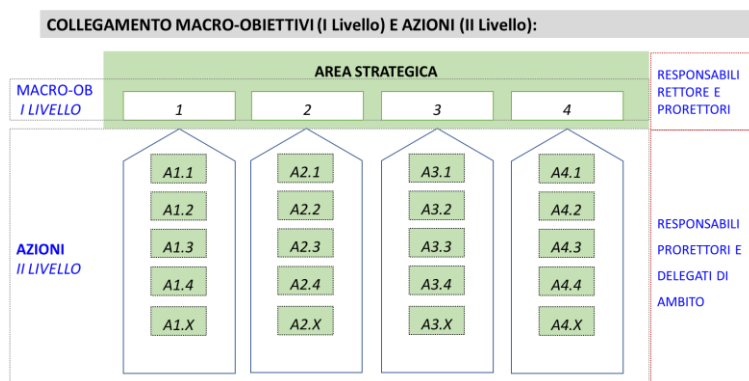 COLLEGAMENTO MACRO-OBIETTIVI (I Livello) E AZIONI (II Livello):
AREA STRATEGICA
MACRO-OB
I LIVELLO
1 2 3 4
RESPONSABILI
RETTORE E
PRORETTORI
AZIONI
II LIVELLO
A1.1 A2.1 A3.1 A4.1
A1.2 A2.2 A3.2 A4.2
A1.3 A2.3 A3.3 A4.3
A1.4 A2.4 A3.4 A4.4
A1.X A2.X A3.X A4.X
RESPONSABILI
PRORETTORI E
DELEGATI DI
AMBITO